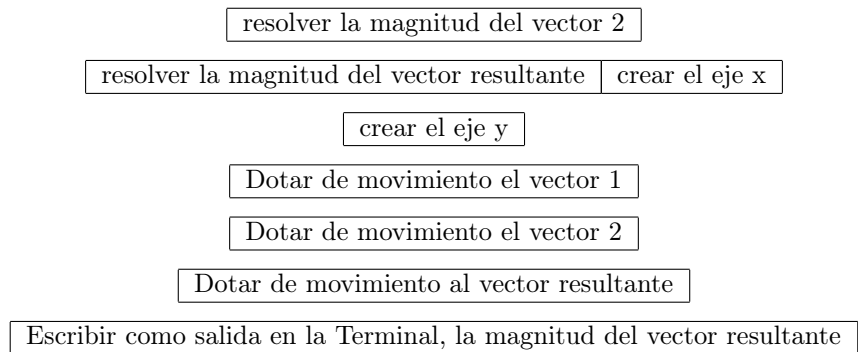 resolver la magnitud del vector 2
resolver la magnitud del vector resultante crear el eje x
crear el eje y
Dotar de movimiento el vector 1
Dotar de movimiento el vector 2
Dotar de movimiento al vector resultante
Escribir como salida en la Terminal, la magnitud del vector resultante